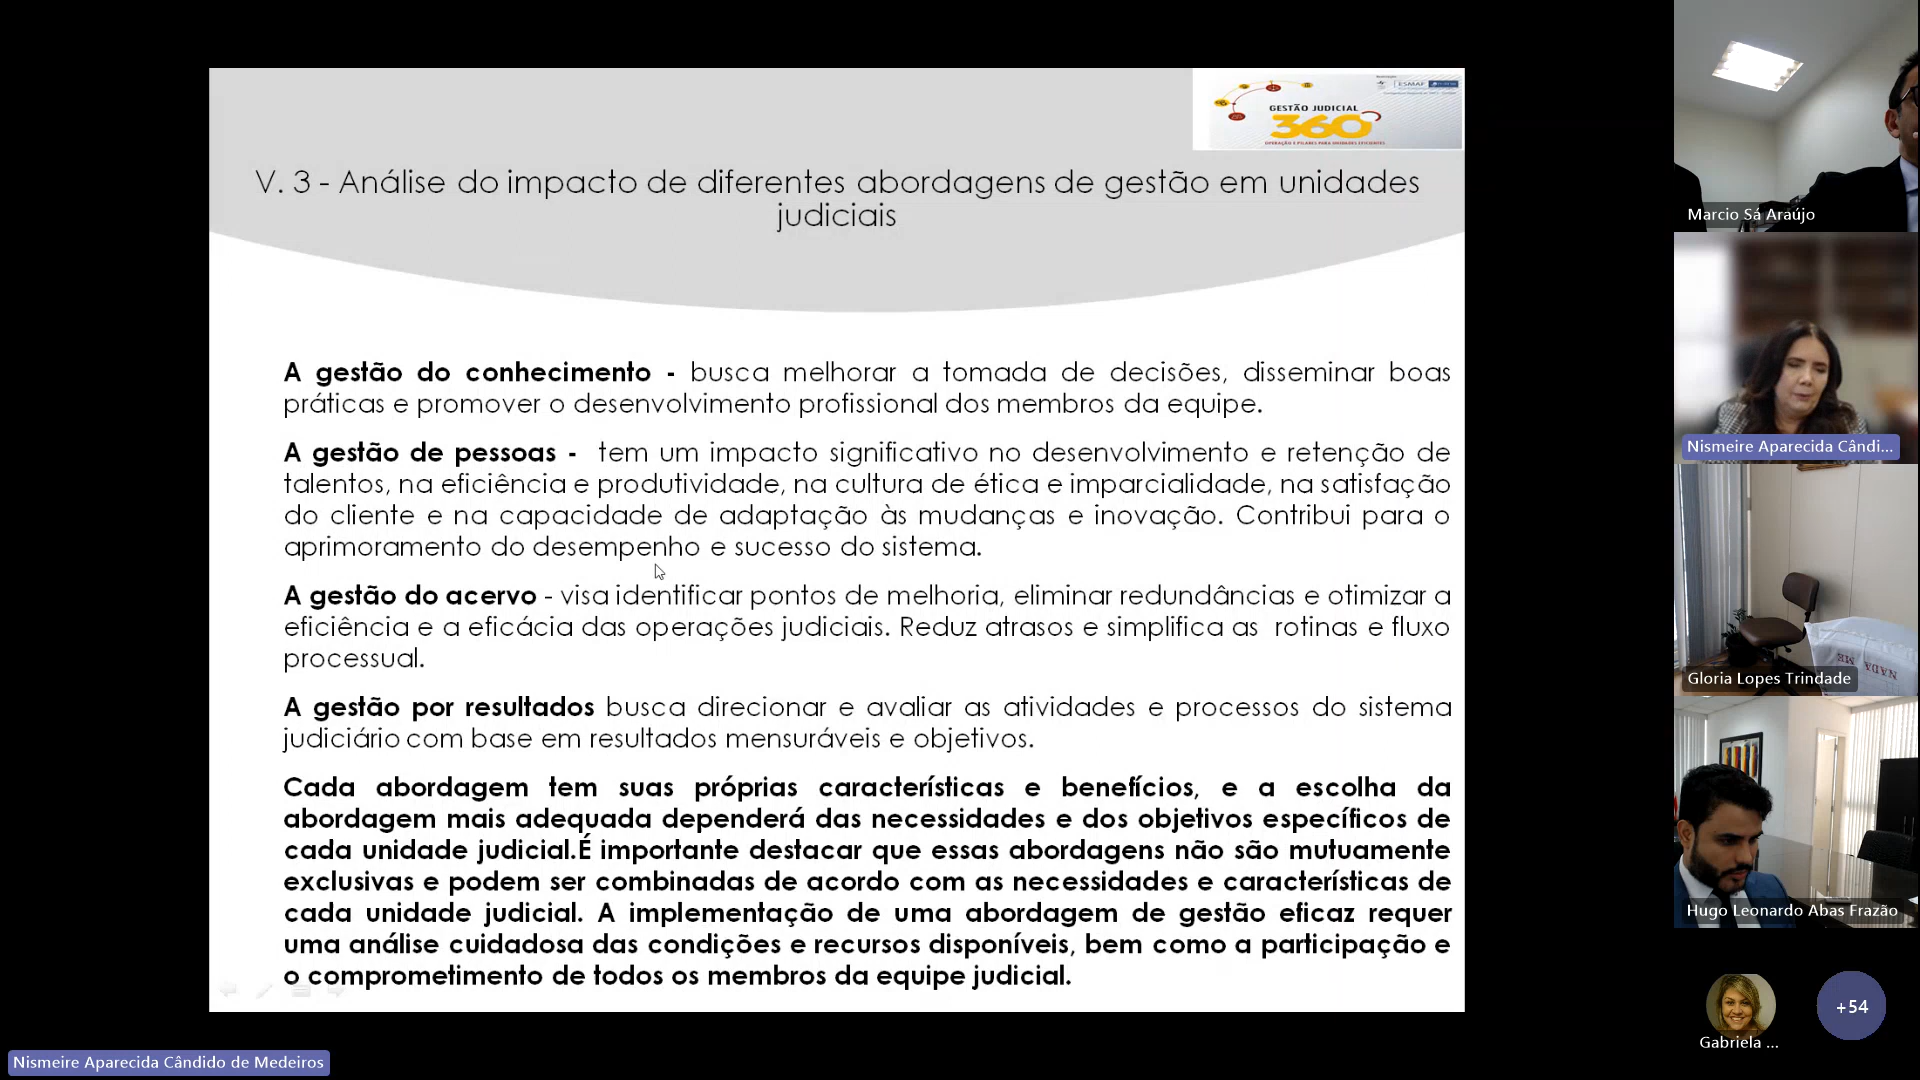 GESTÃO JUDICIAL
360
OPERAÇÃO E PILARES PARA UNIDADES EFICIENTES
ESMAF
V. 3 - Análise do impacto de diferentes abordagens de gestão em unidades
judiciais
A gestão do conhecimento - busca melhorar a tomada de decisões, disseminar boas
práticas e promover o desenvolvimento profissional dos membros da equipe.
A gestão de pessoas - tem um impacto significativo no desenvolvimento e retenção de
talentos, na eficiência e produtividade, na cultura de ética e imparcialidade, na satisfação
do cliente e na capacidade de adaptação às mudanças e inovação. Contribui para o
aprimoramento do desempenho e sucesso do sistema.
A gestão do acervo - visa identificar pontos de melhoria, eliminar redundâncias e otimizar a
eficiência e a eficácia das operações judiciais. Reduz atrasos e simplifica as rotinas e fluxo
processual.
A gestão por resultados busca direcionar e avaliar as atividades e processos do sistema
judiciário com base em resultados mensuráveis e objetivos.
Cada abordagem tem suas próprias características e benefícios, e a escolha da
abordagem mais adequada dependerá das necessidades e dos objetivos específicos de
cada unidade judicial.É importante destacar que essas abordagens não são mutuamente
exclusivas e podem ser combinadas de acordo com as necessidades e características de
cada unidade judicial. A implementação de uma abordagem de gestão eficaz requer
uma análise cuidadosa das condições e recursos disponíveis, bem como a participação e
o comprometimento de todos os membros da equipe judicial.
Marcio Sá Araújo
Nismeire Aparecida Cândi...
NADA
ME
Gloria Lopes Trindade
Hugo Leonardo Abas Frazão
Gabriela ...
+54
Nismeire Aparecida Cândido de Medeiros